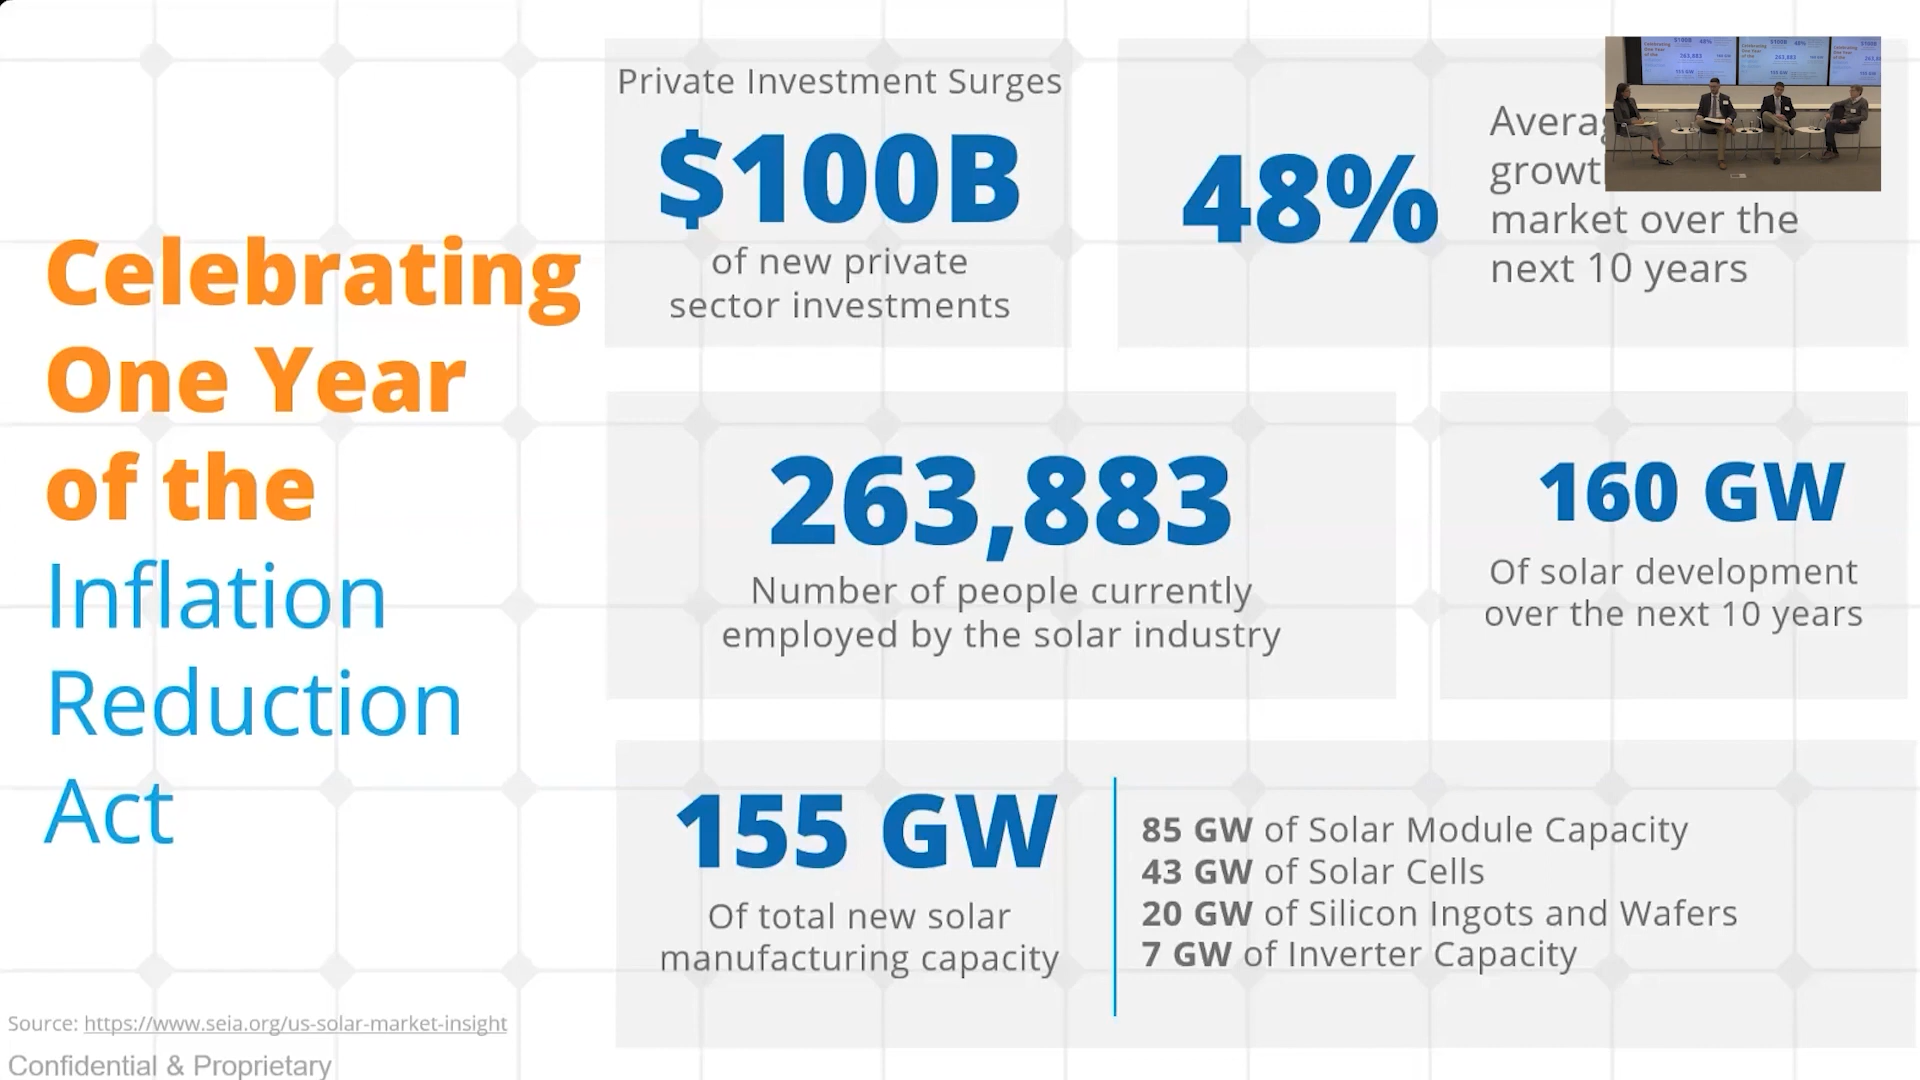 Celebrating
One Year
of the
Inflation
Reduction
Act
Private Investment Surges
$100B
of new private
sector investments
48%
market over the
next 10 years
263,883
Number of people currently
employed by the solar industry
160 GW
Of solar development
over the next 10 years
155 GW
Of total new solar
manufacturing capacity
85 GW of Solar Module Capacity
43 GW of Solar Cells
20 GW of Silicon Ingots and Wafers
7 GW of Inverter Capacity
Source: https://www.seia.org/us-solar-market-insight
Confidential & Proprietary